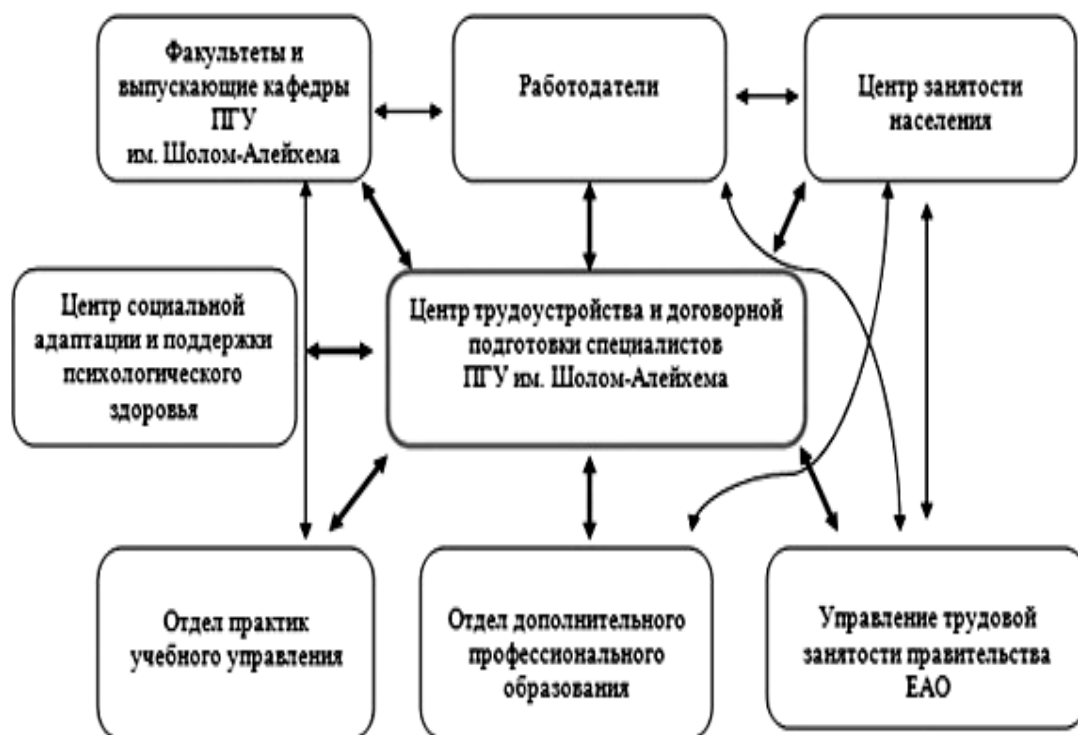 Факультеты и
выпускающие кафедры
ПГУ
им. Шолом-Алейхема
Работодатели
Центр занятости
населения
Центр социальной
адаптации и поддержки
психологического
здоровья
Центр трудоустройства и договорной
подготовки специалистов
ПГУ им. Шолом-Алейхема
Отдел практик
учебного управления
Отдел дополнительного
профессионального
образования
Управление трудовой
занятости правительства
ЕАО